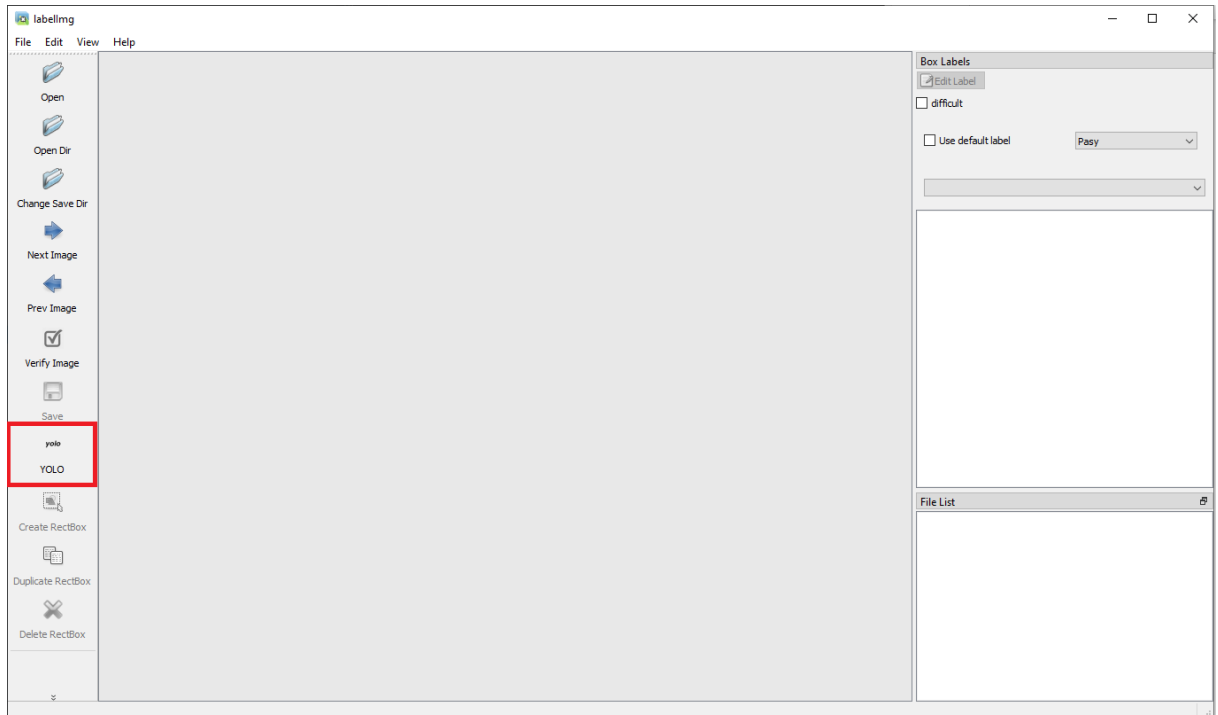 labelImg
File Edit View Help
Open
Open Dir
Change Save Dir
Next Image
Prev Image
Verify Image
Save
yolo
YOLO
Create RectBox
Duplicate RectBox
Delete RectBox
Box Labels
Edit Label
difficult
Use default label Pasy
File List